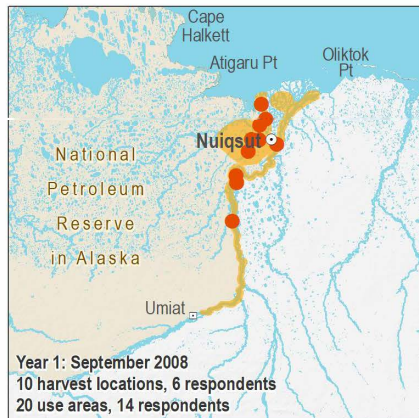 Cape
Halkett
Oliktok
Pt
Atigaru Pt
Nuiqsut
National
Petroleum
Reserve
in Alaska
Umiat
Year 1: September 2008
10 harvest locations, 6 respondents
20 use areas, 14 respondents